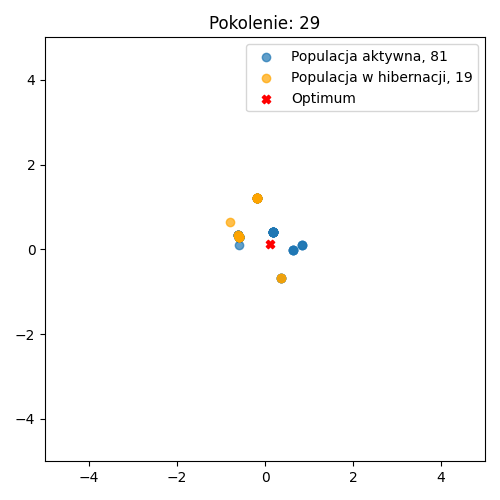 Pokolenie: 29
Populacja aktywna, 81
Populacja w hibernacji, 19
Optimum
4
2
0
−2
−4
−4
−2
0
2
4